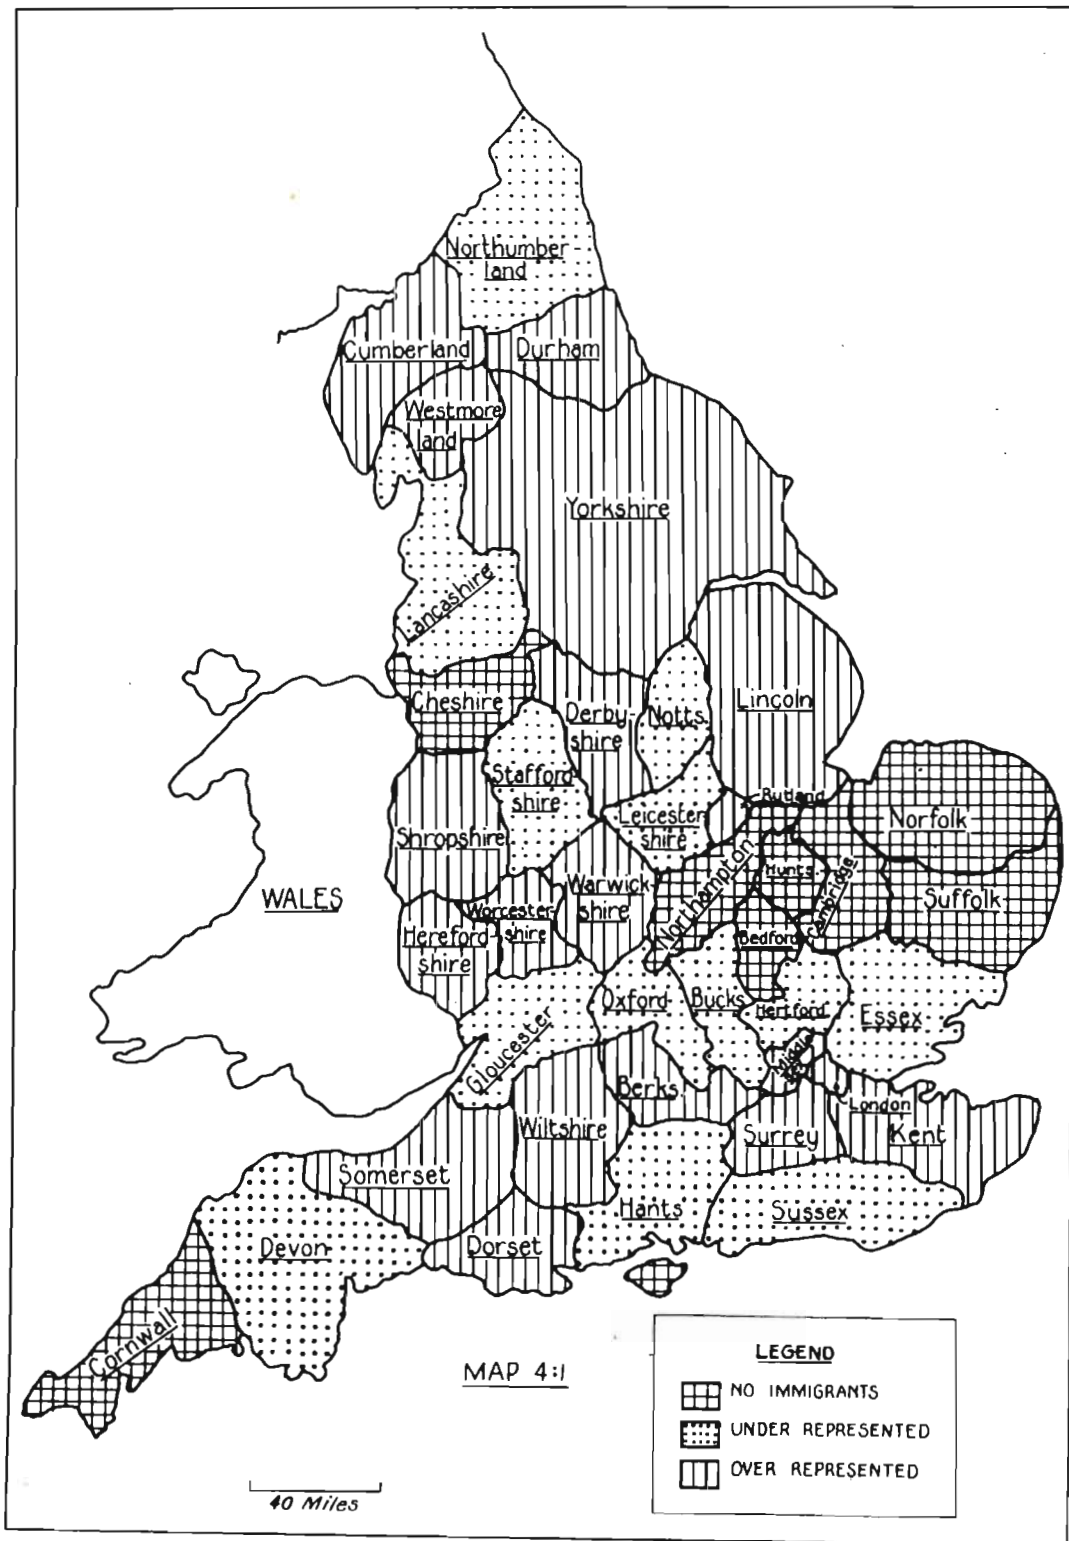 Northumber-
land
Cumberland
Durham
Westmore
land
Yorkshire
Lancashire
Cheshire
Derby-
shire
Notts.
Lincoln
Stafford
shire
Rutland
Leicester
shire
Norfolk
Shropshire
Northampton
Hunts.
Cambridge
Suffolk
WALES
Warwick-
shire
Worcester-
shire
Hereford-
shire
Bedford
Oxford
Bucks
Hertford
Essex
Gloucester
Berks.
London
Kent
Wiltshire
Surrey
Somerset
Hants
Sussex
Devon
Dorset
Cornwall
MAP 4:1
LEGEND
NO IMMIGRANTS
UNDER REPRESENTED
OVER REPRESENTED
40 Miles